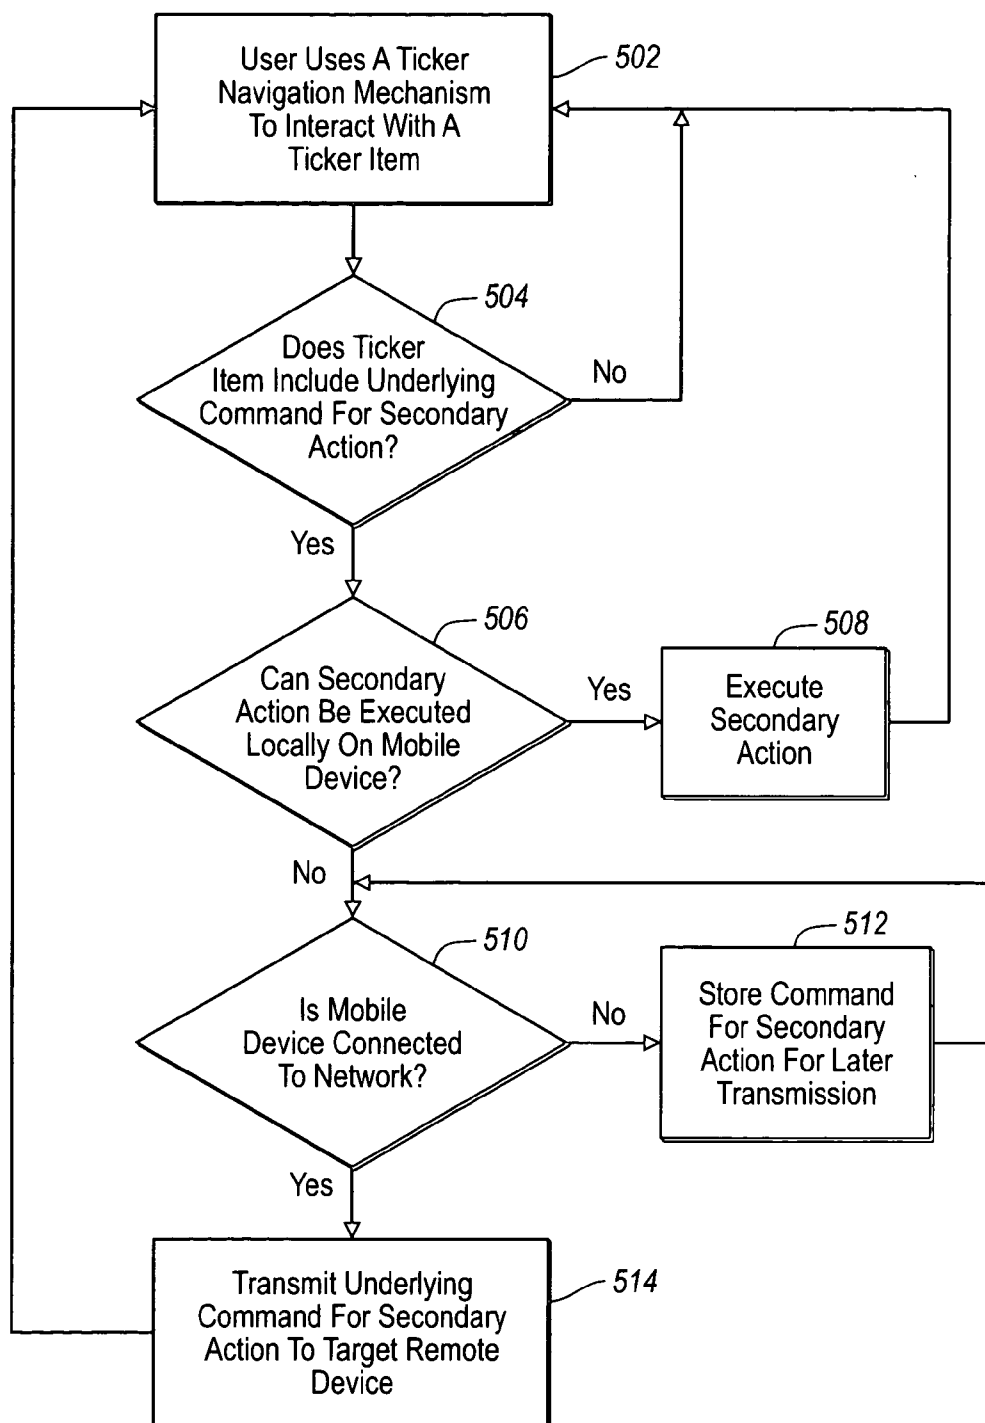 User Uses A Ticker
Navigation Mechanism
To Interact With A
Ticker Item
502
504
Does Ticker
Item Include Underlying
Command For Secondary
Action?
No
Yes
506
Can Secondary
Action Be Executed
Locally On Mobile
Device?
Yes
508
Execute
Secondary
Action
No
510
Is Mobile
Device Connected
To Network?
No
512
Store Command
For Secondary
Action For Later
Transmission
Yes
Transmit Underlying
Command For Secondary
Action To Target Remote
Device
514